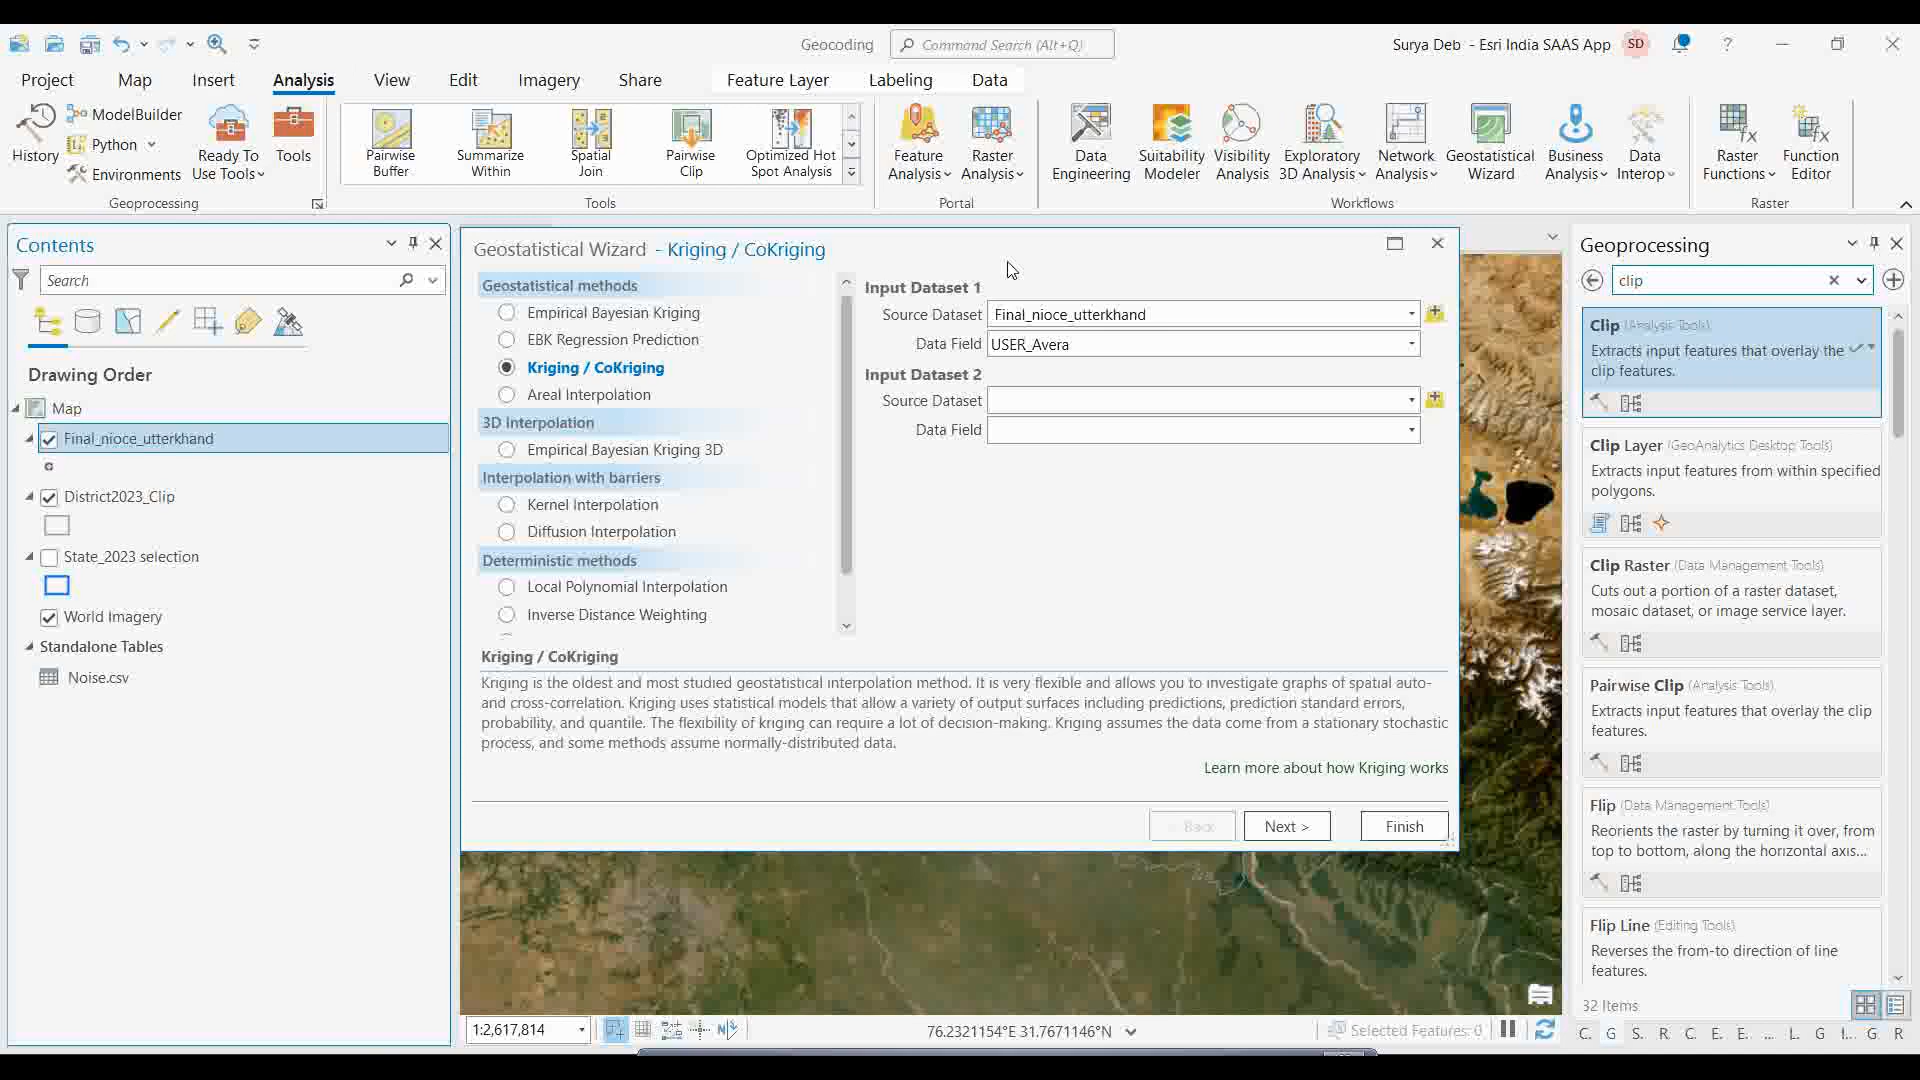 Geocoding
Command Search (Alt+Q)
Surya Deb - Esri India SAAS App
SD
?
Project
Map
Insert
Analysis
View
Edit
Imagery
Share
Feature Layer
Labeling
Data
History
ModelBuilder
Python
Environments
Ready To
Use Tools
Tools
Geoprocessing
Pairwise
Buffer
Summarize
Within
Spatial
Join
Pairwise
Clip
Optimized Hot
Spot Analysis
Tools
Feature
Analysis
Raster
Analysis
Portal
Data
Engineering
Suitability
Modeler
Visibility
Analysis
Exploratory
3D Analysis
Network
Analysis
Geostatistical
Wizard
Business
Analysis
Data
Interop
Workflows
Raster
Functions
Function
Editor
Raster
Contents
Search
Drawing Order
Map
Final_nioce_utterkhand
District2023_Clip
State_2023 selection
World Imagery
Standalone Tables
Noise.csv
Geostatistical Wizard - Kriging / CoKriging
Geostatistical methods
Empirical Bayesian Kriging
EBK Regression Prediction
Kriging / CoKriging
Areal Interpolation
3D Interpolation
Empirical Bayesian Kriging 3D
Interpolation with barriers
Kernel Interpolation
Diffusion Interpolation
Deterministic methods
Local Polynomial Interpolation
Inverse Distance Weighting
Input Dataset 1
Source Dataset Final_nioce_utterkhand
Data Field USER_Avera
Input Dataset 2
Source Dataset
Data Field
Kriging / CoKriging
Kriging is the oldest and most studied geostatistical interpolation method. It is very flexible and allows you to investigate graphs of spatial auto-
and cross-correlation. Kriging uses statistical models that allow a variety of output surfaces including predictions, prediction standard errors,
probability, and quantile. The flexibility of kriging can require a lot of decision-making. Kriging assumes the data come from a stationary stochastic
process, and some methods assume normally-distributed data.
Learn more about how Kriging works
Back
Next >
Finish
1:2,617,814
76.2321154°E 31.7671146°N
Selected Features: 0
Geoprocessing
clip
Clip (Analysis Tools)
Extracts input features that overlay the
clip features.
Clip Layer (GeoAnalytics Desktop Tools)
Extracts input features from within specified
polygons.
Clip Raster (Data Management Tools)
Cuts out a portion of a raster dataset,
mosaic dataset, or image service layer.
Pairwise Clip (Analysis Tools)
Extracts input features that overlay the clip
features.
Flip (Data Management Tools)
Reorients the raster by turning it over, from
top to bottom, along the horizontal axis...
Flip Line (Editing Tools)
Reverses the from-to direction of line
features.
32 Items
C. G S. R C. E. E. ... L. G I... G R